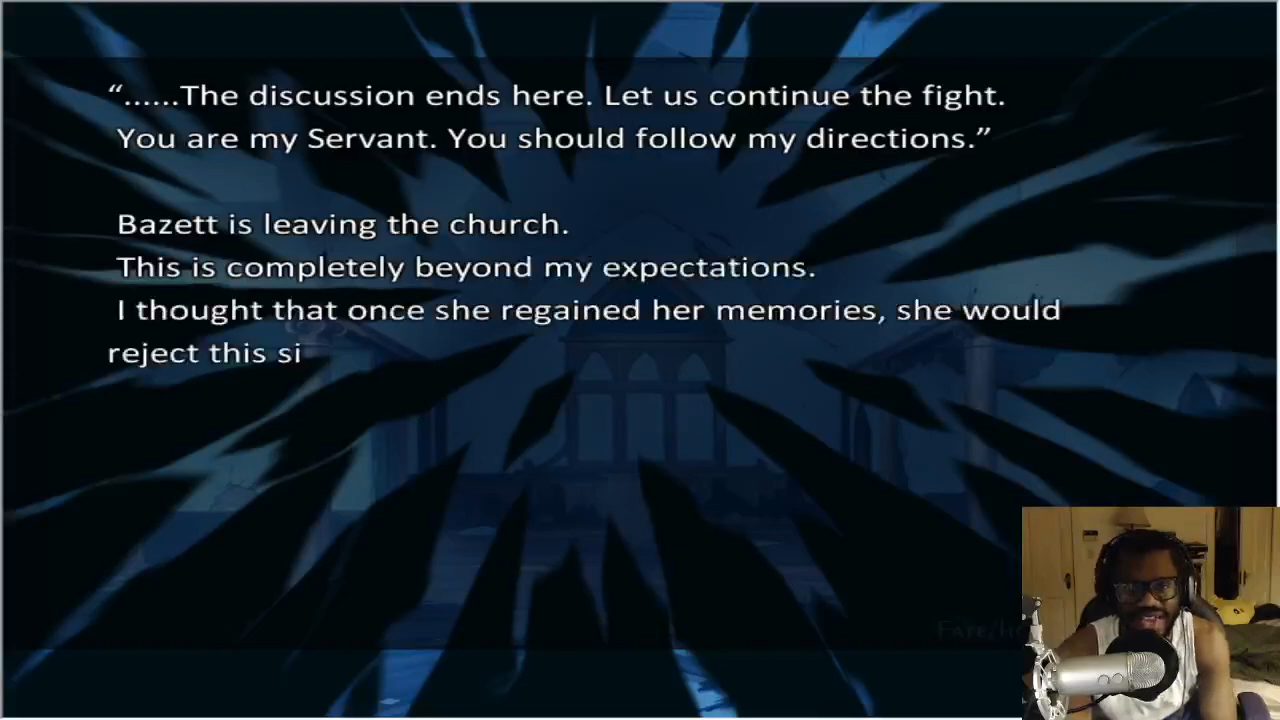 “......The discussion ends here. Let us continue the fight.
You are my Servant. You should follow my directions.”
Bazett is leaving the church.
This is completely beyond my expectations.
I thought that once she regained her memories, she would
reject this si